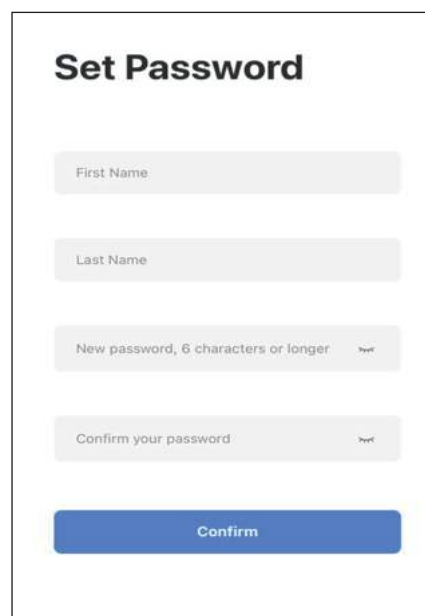 Set Password
First Name
Last Name
New password, 6 characters or longer
Confirm your password
Confirm